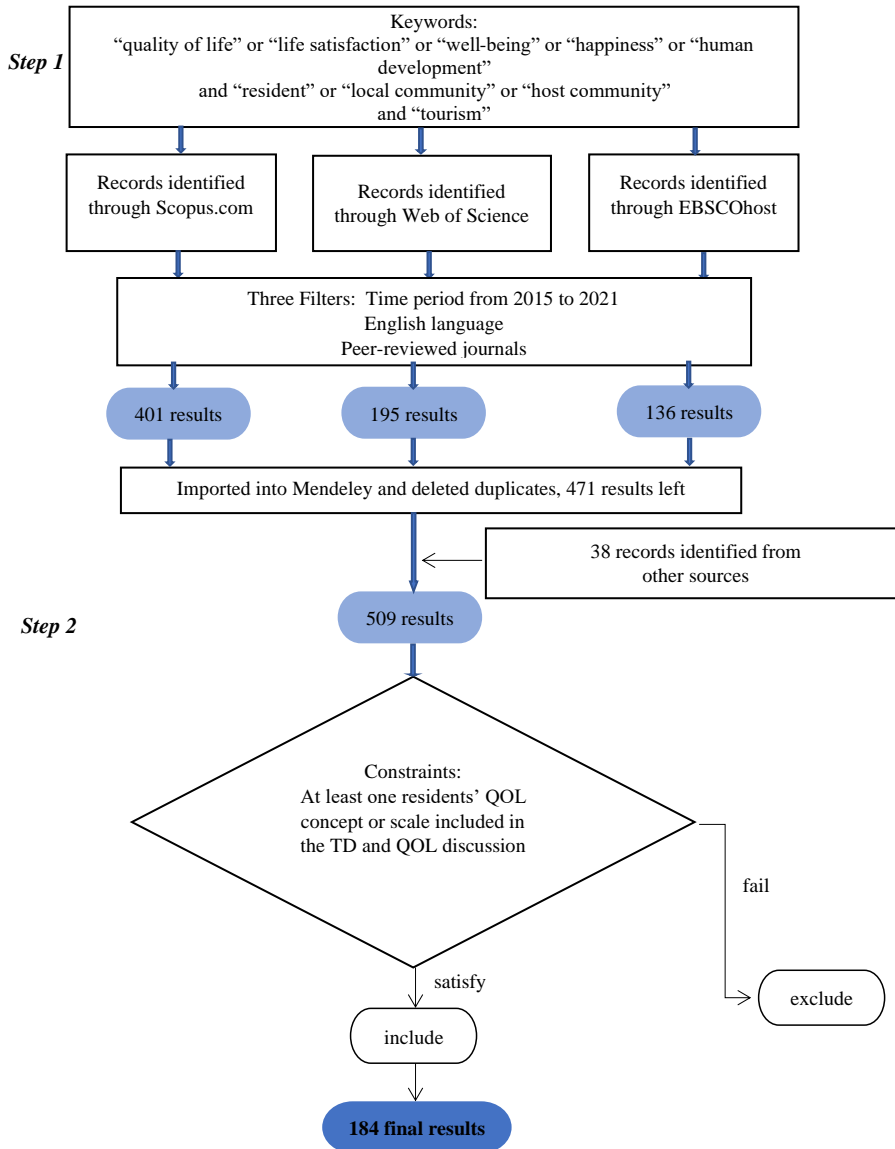 Keywords:
“quality of life” or “life satisfaction” or “well-being” or “happiness” or “human
development”
and “resident” or “local community” or “host community”
and “tourism”
Step 1
Records identified
through Scopus.com
Records identified
through Web of Science
Records identified
through EBSCOhost
Three Filters: Time period from 2015 to 2021
English language
Peer-reviewed journals
401 results
195 results
136 results
Imported into Mendeley and deleted duplicates, 471 results left
38 records identified from
other sources
509 results
Step 2
Constraints:
At least one residents’ QOL
concept or scale included in
the TD and QOL discussion
fail
satisfy
exclude
include
184 final results